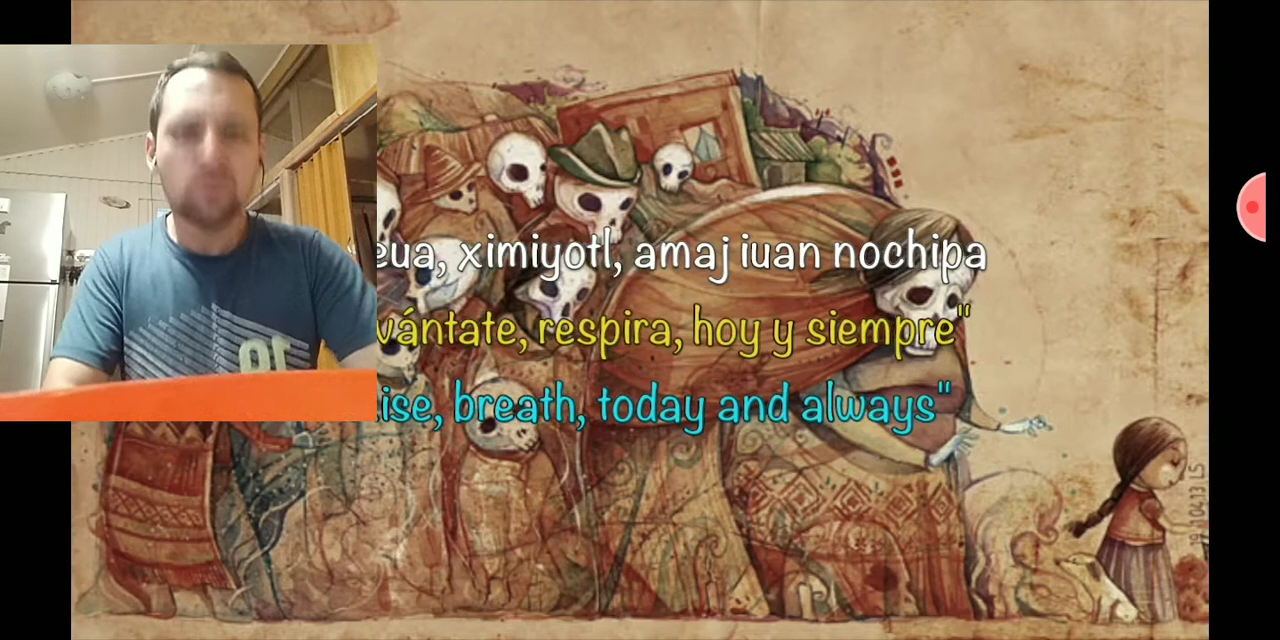 eua, ximiyotl, amaj iuan nochipa
vántate, respira, hoy y siempre"
ise, breath, today and always"